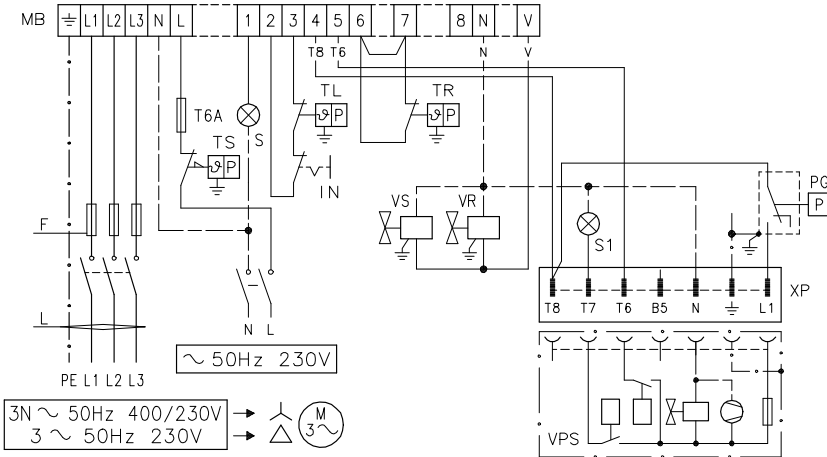 MB L1 L2 L3 N L 1 2 3 4 5 6 7 8 N V
T8 T6 N V
T6A
S
TS
ϑ P
TL
ϑ P
TR
ϑ P
IN
VS
VR
S1
PG
P
F
L
PE L1 L2 L3
N L
~ 50Hz 230V
T8 T7 T6 B5 N L1
XP
VPS
3N ~ 50Hz 400/230V
3 ~ 50Hz 230V
M
3~